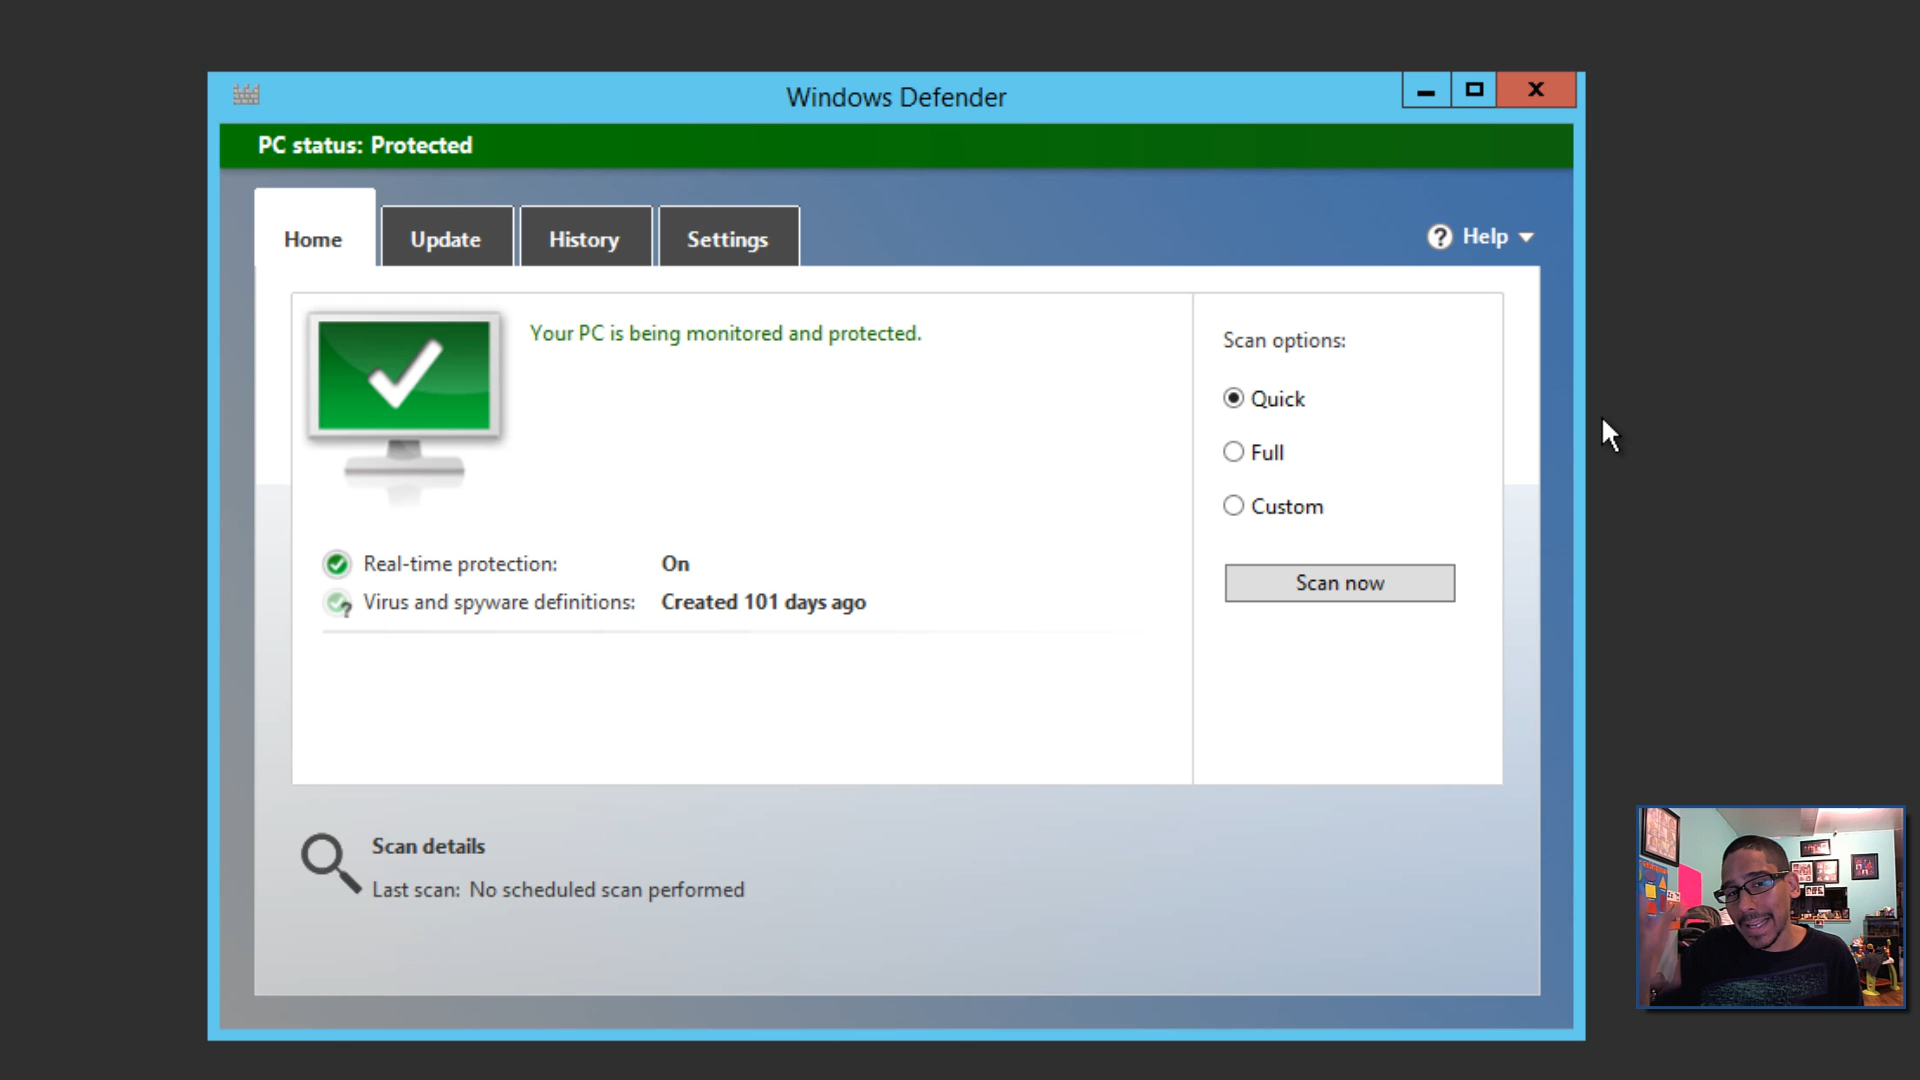 Windows Defender
PC status: Protected
Home
Update
History
Settings
Help
Your PC is being monitored and protected.
Scan options:
Quick
Full
Custom
Scan now
Real-time protection: On
Virus and spyware definitions: Created 101 days ago
Scan details
Last scan: No scheduled scan performed